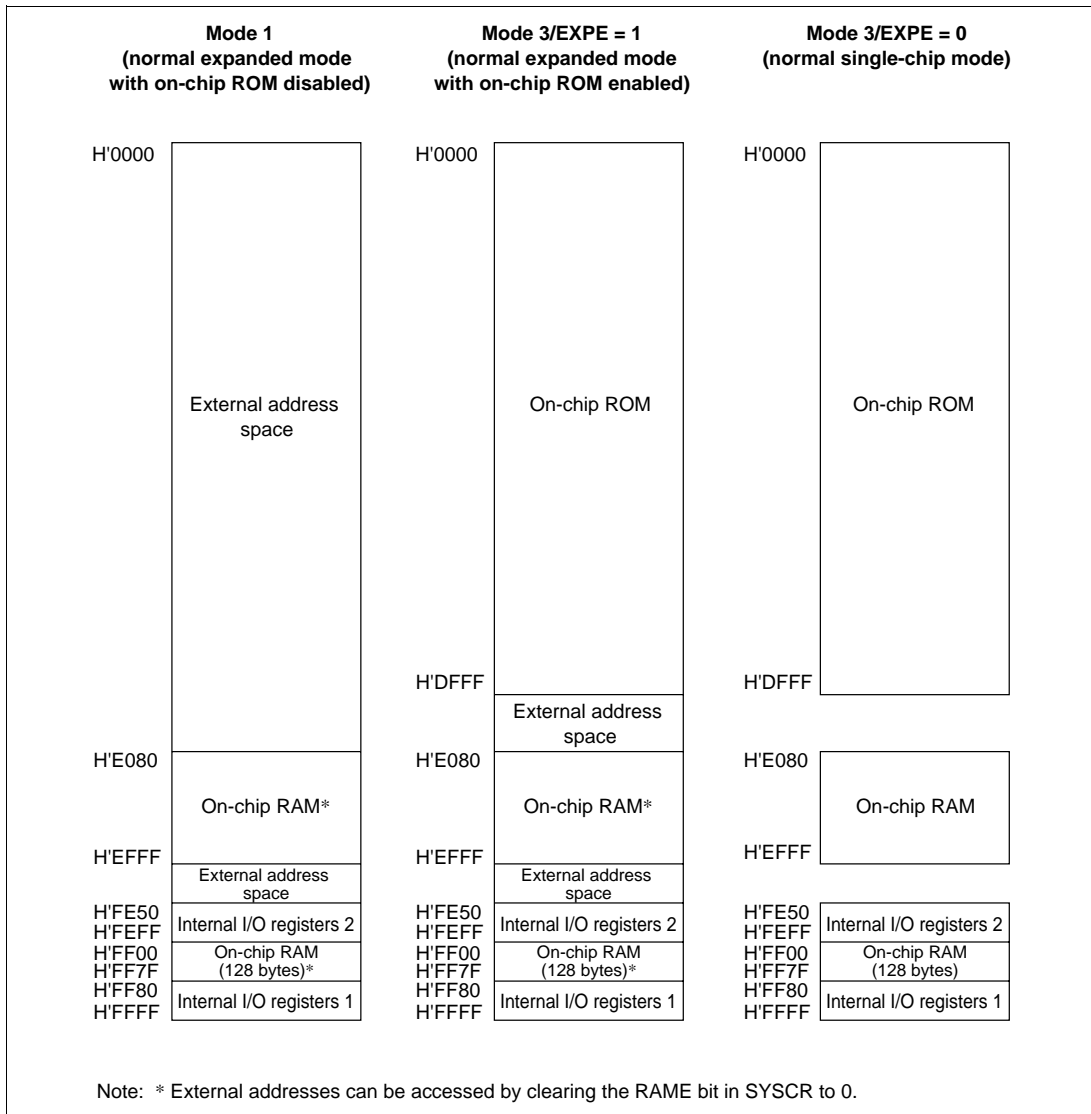 Mode 1
(normal expanded mode
with on-chip ROM disabled)
H'0000
External address
space
H'E080
On-chip RAM*
H'EFFF
External address
space
H'FE50
Internal I/O registers 2
H'FEFF
H'FF00
On-chip RAM
(128 bytes)*
H'FF7F
H'FF80
Internal I/O registers 1
H'FFFF
Mode 3/EXPE = 1
(normal expanded mode
with on-chip ROM enabled)
H'0000
On-chip ROM
H'DFFF
External address
space
H'E080
On-chip RAM*
H'EFFF
External address
space
H'FE50
Internal I/O registers 2
H'FEFF
H'FF00
On-chip RAM
(128 bytes)*
H'FF7F
H'FF80
Internal I/O registers 1
H'FFFF
Mode 3/EXPE = 0
(normal single-chip mode)
H'0000
On-chip ROM
H'DFFF
H'E080
On-chip RAM
H'EFFF
H'FE50
Internal I/O registers 2
H'FEFF
H'FF00
On-chip RAM
(128 bytes)
H'FF7F
H'FF80
Internal I/O registers 1
H'FFFF
Note: * External addresses can be accessed by clearing the RAME bit in SYSCR to 0.